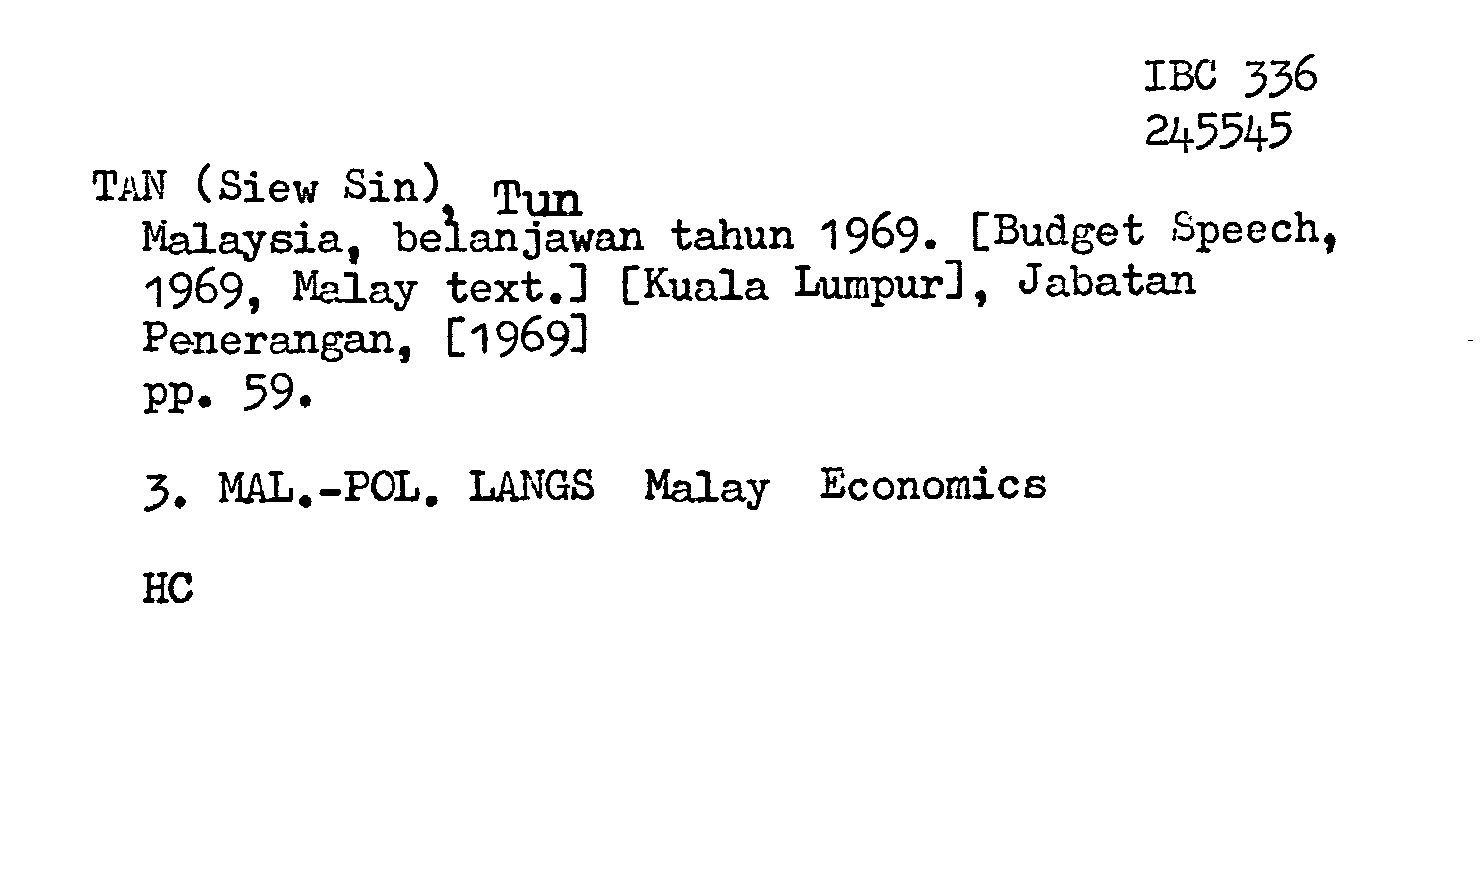 IBC 336
245545
TAN (Siew Sin), Tun
Malaysia, belanjawan tahun 1969. [Budget Speech,
1969, Malay text.] [Kuala Lumpur], Jabatan
Penerangan, [1969]
pp. 59.
3. MAL.-POL. LANGS Malay Economics
HC